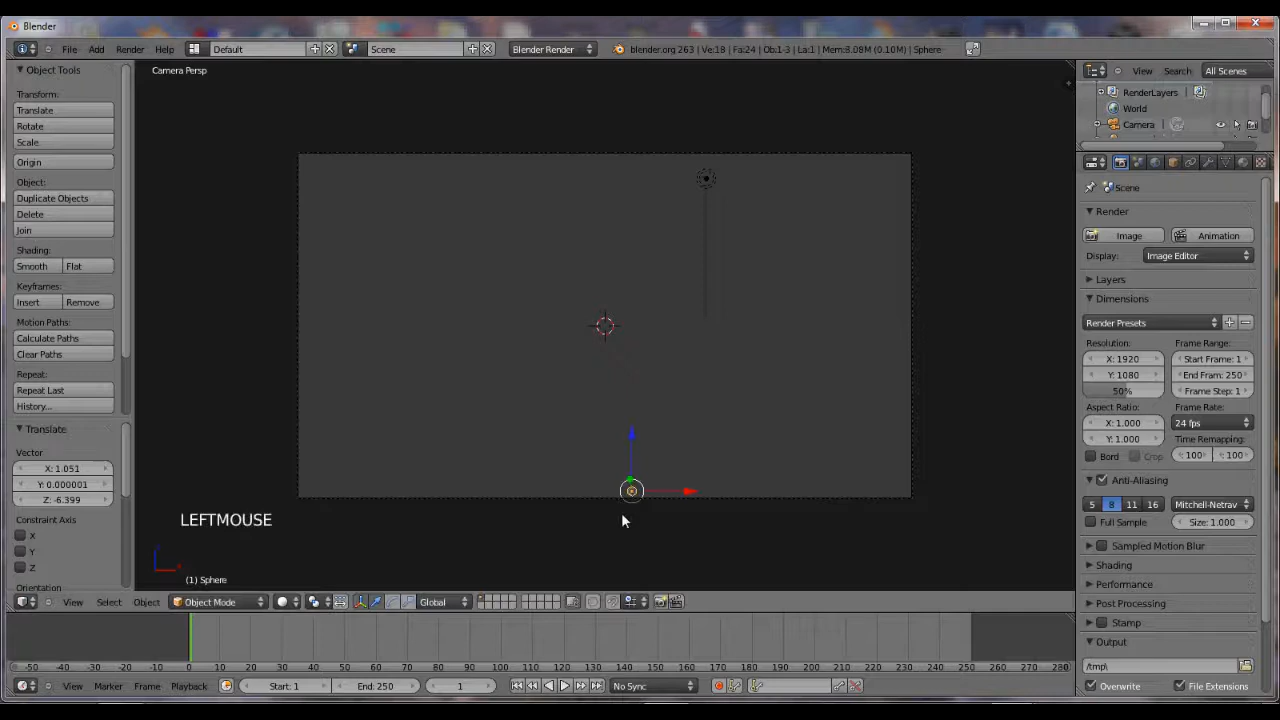 Blender
File Add Render Help Default Scene Blender Render blender.org 263 | Ve:18 | Fa:24 | Ob:1-3 | La:1 | Mem:8.08M (0.10M) | Sphere
Object Tools
Transform:
Translate
Rotate
Scale
Origin
Object:
Duplicate Objects
Delete
Join
Shading:
Smooth Flat
Keyframes:
Insert Remove
Motion Paths:
Calculate Paths
Clear Paths
Repeat:
Repeat Last
History...
Translate
Vector
X: 1.051
Y: 0.000001
Z: -6.399
Constraint Axis
X
Y
Z
Orientation
Camera Persp
LEFTMOUSE
(1) Sphere
View Select Object Object Mode Global
View Search All Scenes
RenderLayers
World
Camera
Scene
Render
Image Animation
Display: Image Editor
Layers
Dimensions
Render Presets
Resolution: Frame Range:
X: 1920 Start Frame: 1
Y: 1080 End Fram: 250
50% Frame Step: 1
Aspect Ratio: Frame Rate:
X: 1.000 24 fps
Y: 1.000 Time Remapping:
Bord Crop : 100 : 100
Anti-Aliasing
5 8 11 16 Mitchell-Netrav
Full Sample Size: 1.000
Sampled Motion Blur
Shading
Performance
Post Processing
Stamp
Output
/tmp\
Overwrite File Extensions
-50 -40 -30 -20 -10 0 10 20 30 40 50 60 70 80 90 100 110 120 130 140 150 160 170 180 190 200 210 220 230 240 250 260 270 280
View Marker Frame Playback Start: 1 End: 250 1 No Sync